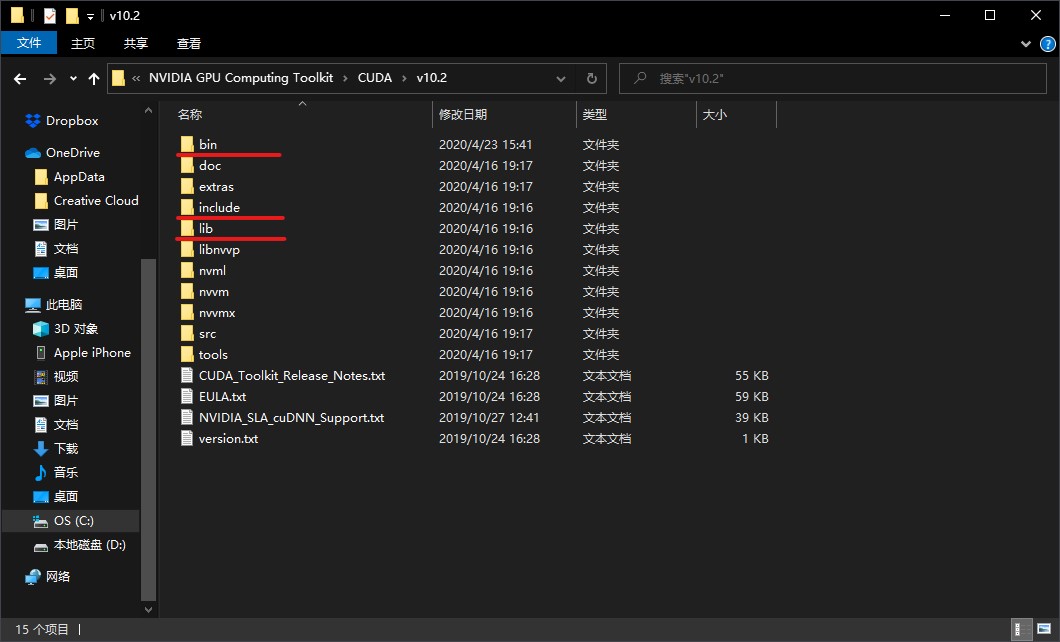 v10.2
文件 主页 共享 查看
« NVIDIA GPU Computing Toolkit › CUDA › v10.2 搜索"v10.2"
Dropbox
OneDrive
AppData
Creative Cloud
图片
文档
桌面
此电脑
3D 对象
Apple iPhone
视频
图片
文档
下载
音乐
桌面
OS (C:)
本地磁盘 (D:)
网络
名称 修改日期 类型 大小
bin 2020/4/23 15:41 文件夹
doc 2020/4/16 19:17 文件夹
extras 2020/4/16 19:17 文件夹
include 2020/4/16 19:16 文件夹
lib 2020/4/16 19:16 文件夹
libnvvp 2020/4/16 19:16 文件夹
nvml 2020/4/16 19:16 文件夹
nvvm 2020/4/16 19:16 文件夹
nvvmx 2020/4/16 19:16 文件夹
src 2020/4/16 19:17 文件夹
tools 2020/4/16 19:17 文件夹
CUDA_Toolkit_Release_Notes.txt 2019/10/24 16:28 文本文档 55 KB
EULA.txt 2019/10/24 16:28 文本文档 59 KB
NVIDIA_SLA_cuDNN_Support.txt 2019/10/27 12:41 文本文档 39 KB
version.txt 2019/10/24 16:28 文本文档 1 KB
15 个项目